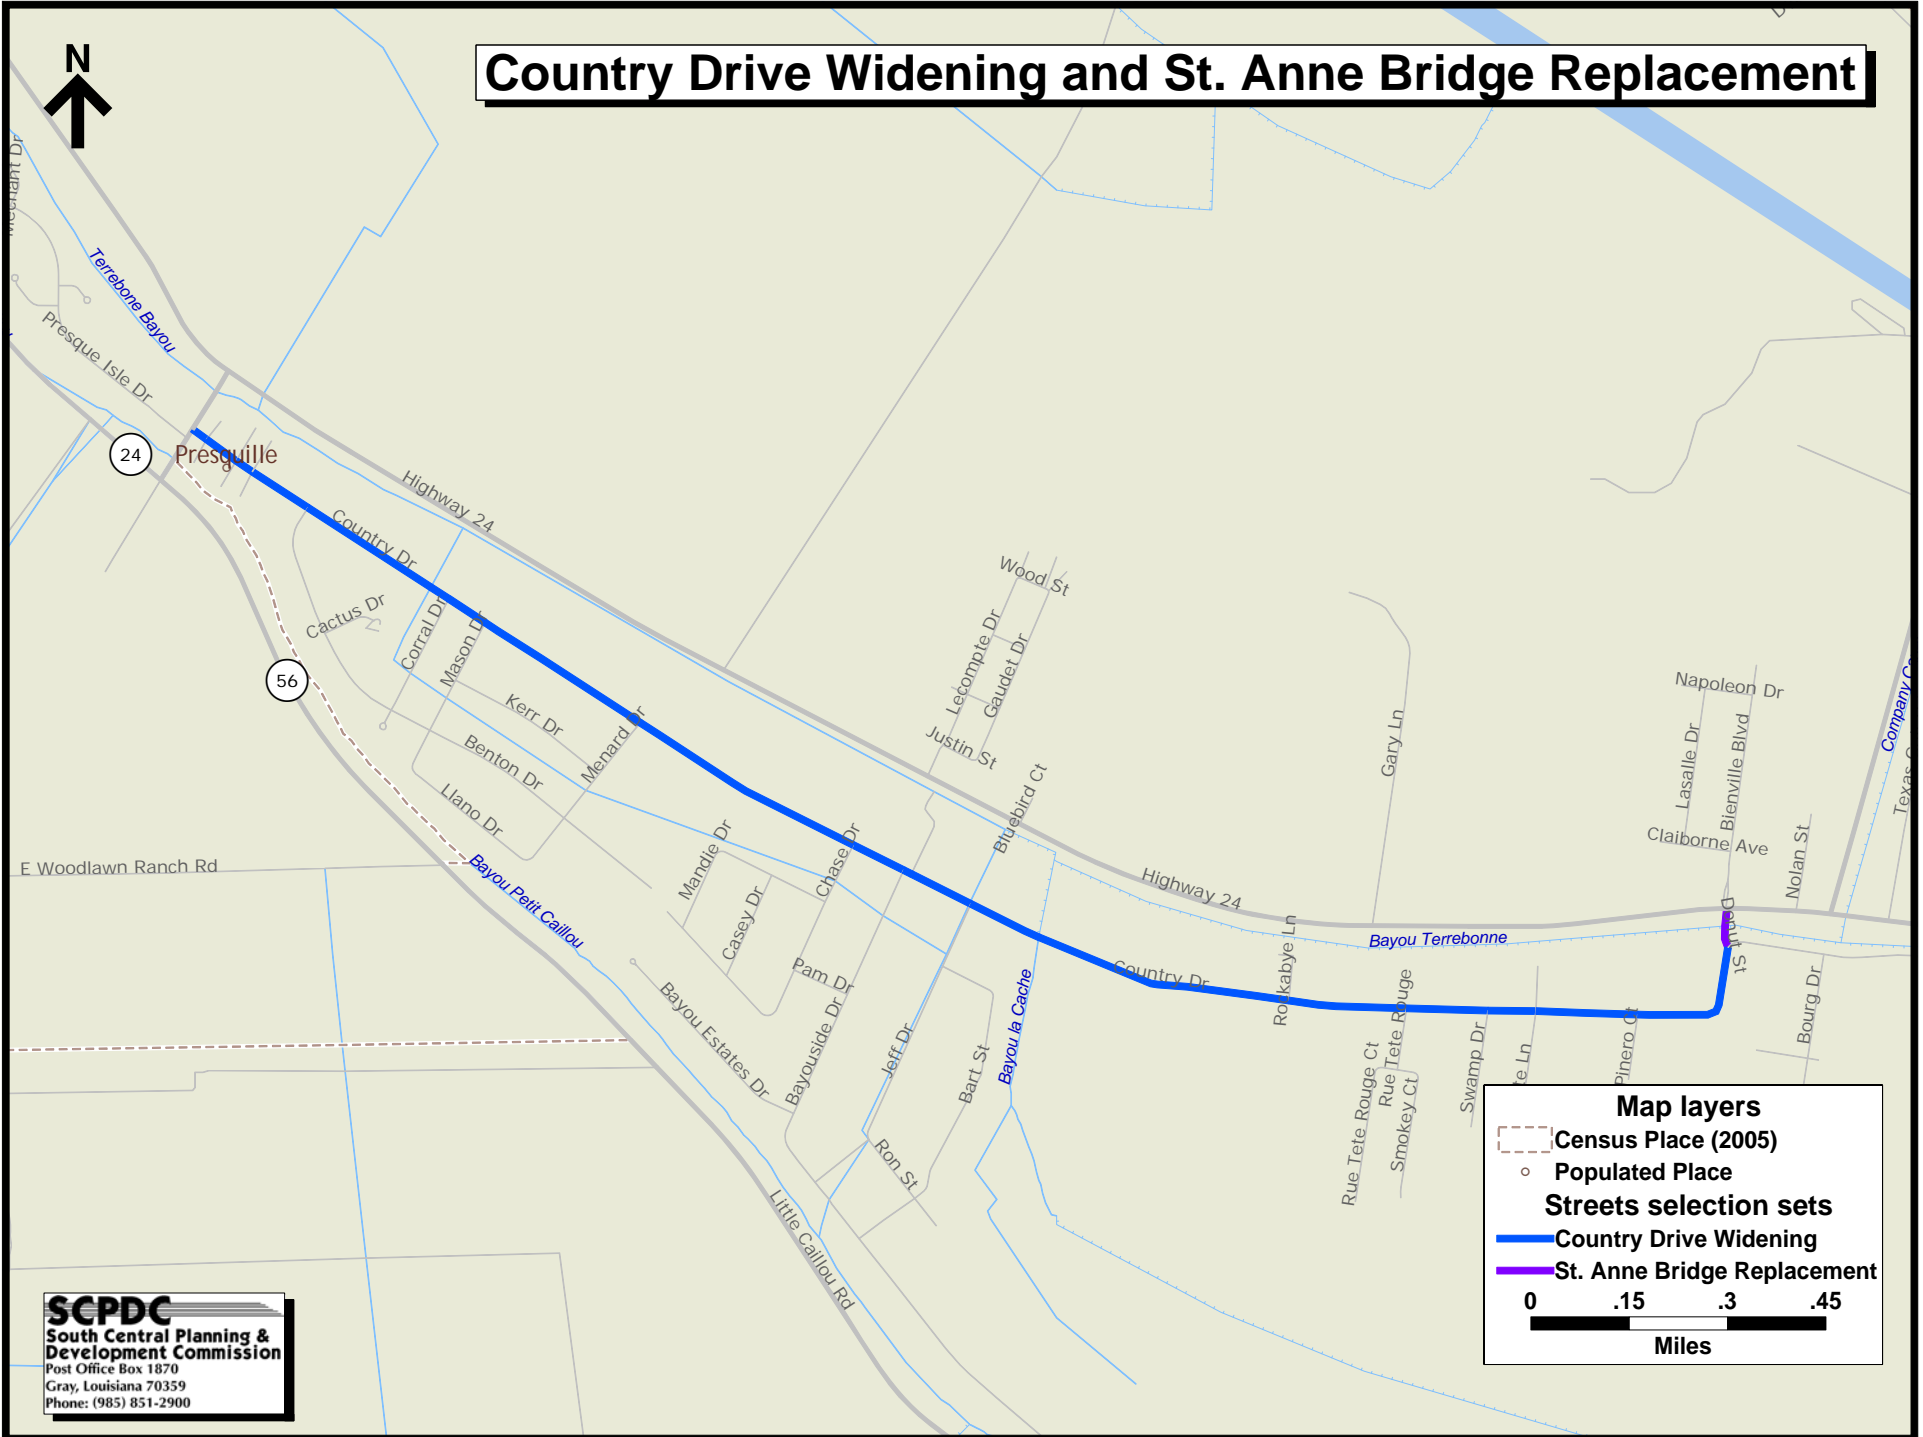 N
Country Drive Widening and St. Anne Bridge Replacement
Terrebone Bayou
Presque Isle Dr
24
Presquille
Highway 24
Country Dr
Cactus Dr
Corral Dr
Mason Dr
56
Kerr Dr
Benton Dr
Menard Dr
Llano Dr
Wood St
Lecompte Dr
Gaudet Dr
Justin St
Bluebird Ct
Gary Ln
Napoleon Dr
Lasalle Dr
Bienville Blvd
Claiborne Ave
Nolan St
E Woodlawn Ranch Rd
Bayou Petit Caillou
Mandie Dr
Chase Dr
Casey Dr
Pam Dr
Highway 24
Bayou Terrebonne
Country Dr
Rookabye Ln
Bayou la Cache
Bayou Estates Dr
Bayouside Dr
Jeff Dr
Bart St
Ron St
Little Caillou Rd
Rue Tete Rouge
Rue Tete Rouge Ct
Smokey Ct
Swamp Dr
Pinero Ct
Bourg Dr
Map layers
Census Place (2005)
Populated Place
Streets selection sets
Country Drive Widening
St. Anne Bridge Replacement
0 .15 .3 .45
Miles
SCPDC
South Central Planning &
Development Commission
Post Office Box 1870
Gray, Louisiana 70359
Phone: (985) 851-2900